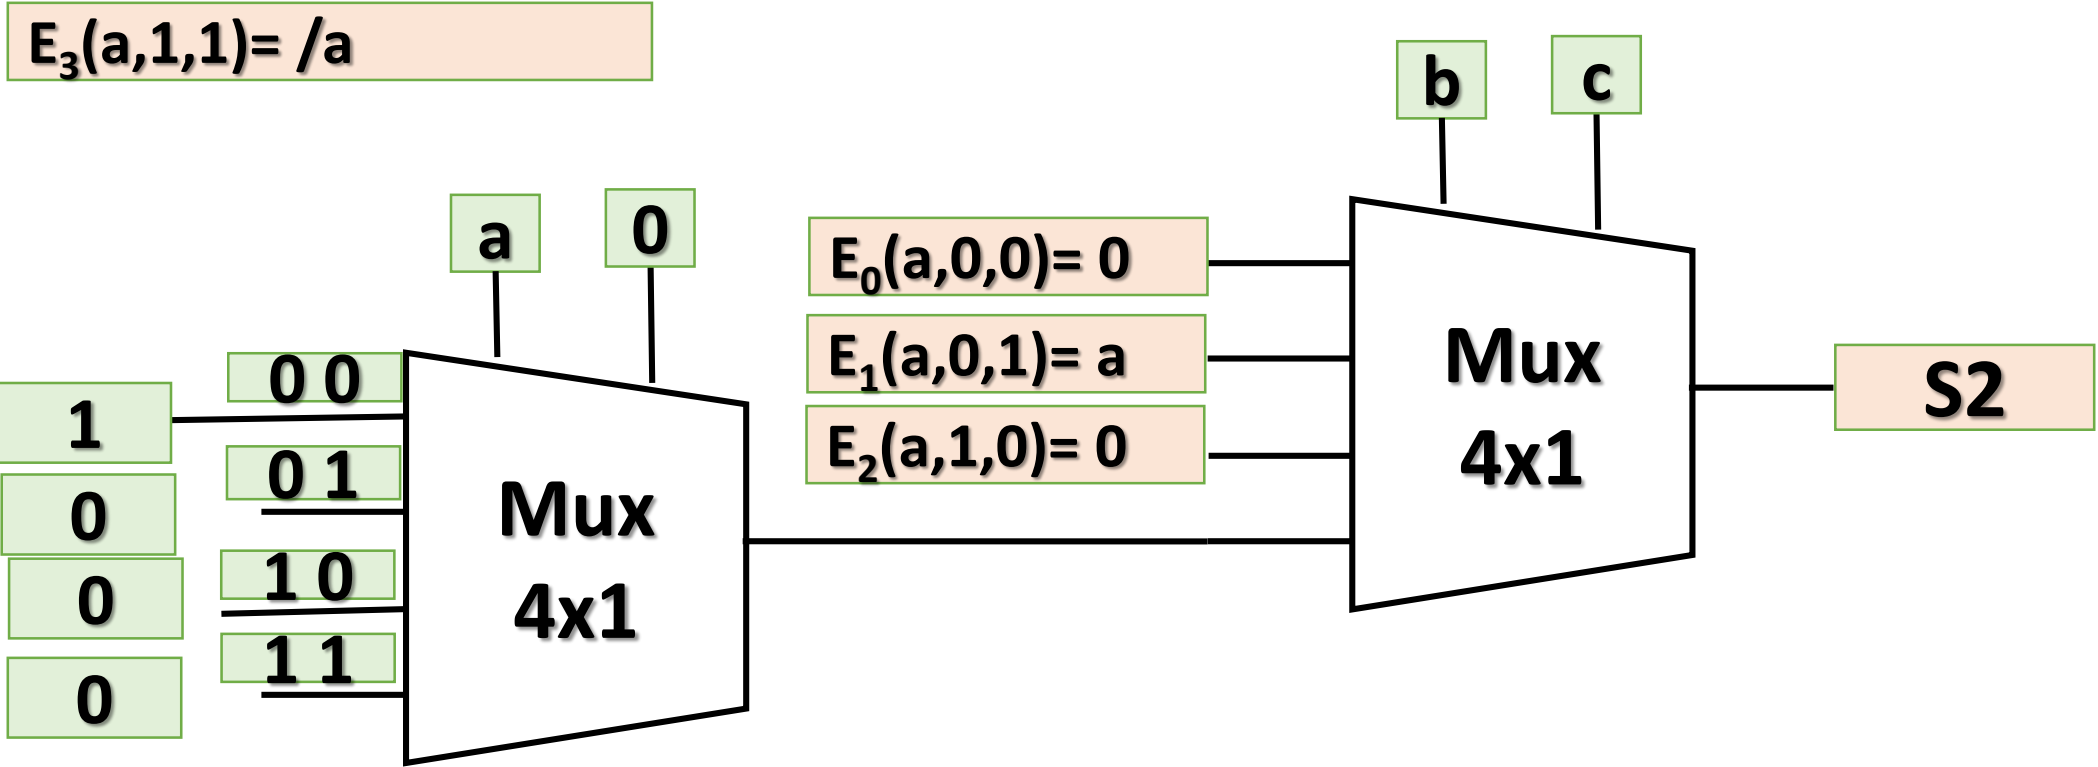 E3(a,1,1)= /a
b
c
a
0
E0(a,0,0)= 0
E1(a,0,1)= a
E2(a,1,0)= 0
Mux
4x1
S2
0 0
1
0 1
0
1 0
0
1 1
0
Mux
4x1